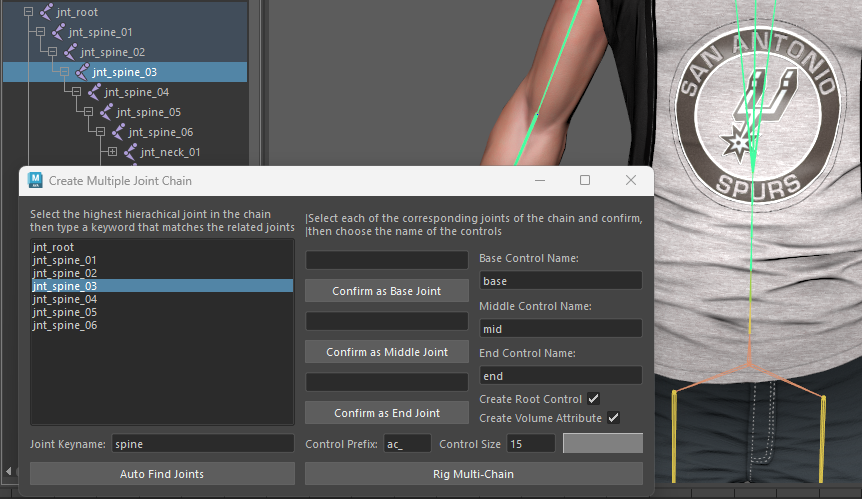 jnt_root
jnt_spine_01
jnt_spine_02
jnt_spine_03
jnt_spine_04
jnt_spine_05
jnt_spine_06
jnt_neck_01
SAN ANTONIO
SPURS
M
Create Multiple Joint Chain
Select the highest hierachical joint in the chain
then type a keyword that matches the related joints
jnt_root
jnt_spine_01
jnt_spine_02
jnt_spine_03
jnt_spine_04
jnt_spine_05
jnt_spine_06
Joint Keyname: spine
Auto Find Joints
|Select each of the corresponding joints of the chain and confirm,
|then choose the name of the controls
Confirm as Base Joint
Confirm as Middle Joint
Confirm as End Joint
Base Control Name:
base
Middle Control Name:
mid
End Control Name:
end
Create Root Control
Create Volume Attribute
Control Prefix: ac_ Control Size 15
Rig Multi-Chain